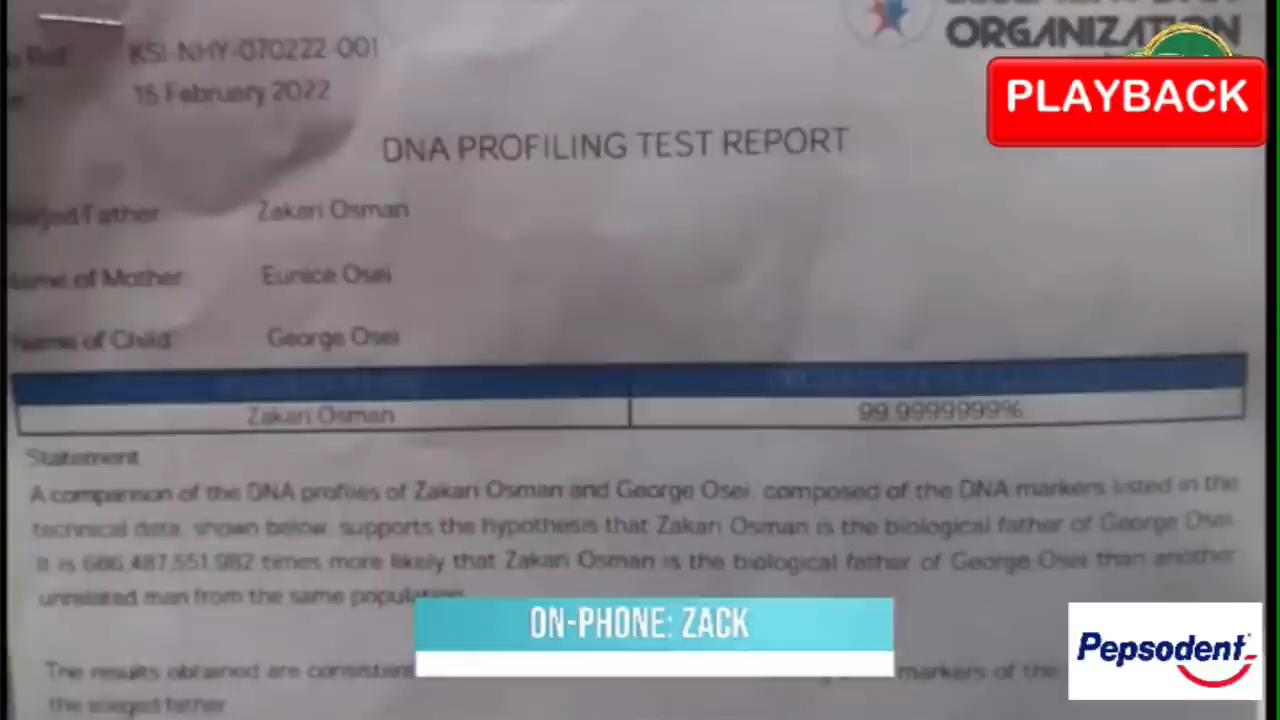 ORGANIZATION
Ref KSI-NHY-070222-001
PLAYBACK
15 February 2022
DNA PROFILING TEST REPORT
Father Zakari Osman
Name of Mother Eunice Osei
Name of Child George Osei
Zakari Osman 99.9999999%
Statement
A comparison of the DNA profiles of Zakari Osman and George Osei, composed of the DNA markers listed in the
technical data, shown below, supports the hypothesis that Zakari Osman is the biological father of George Osei.
It is 686,487,551,982 times more likely that Zakari Osman is the biological father of George Osei than another
unrelated man from the same population
ON-PHONE: ZACK
Pepsodent
The results obtained are consistent markers of the
the alleged father